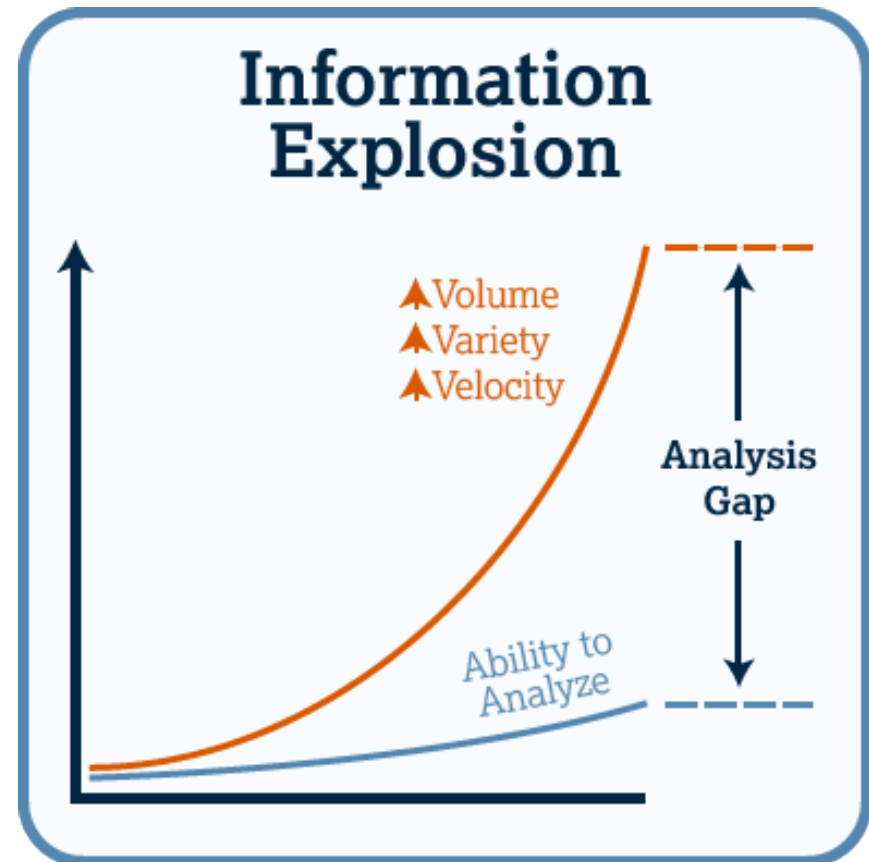 Information
Explosion
Volume
Variety
Velocity
Analysis
Gap
Ability to
Analyze